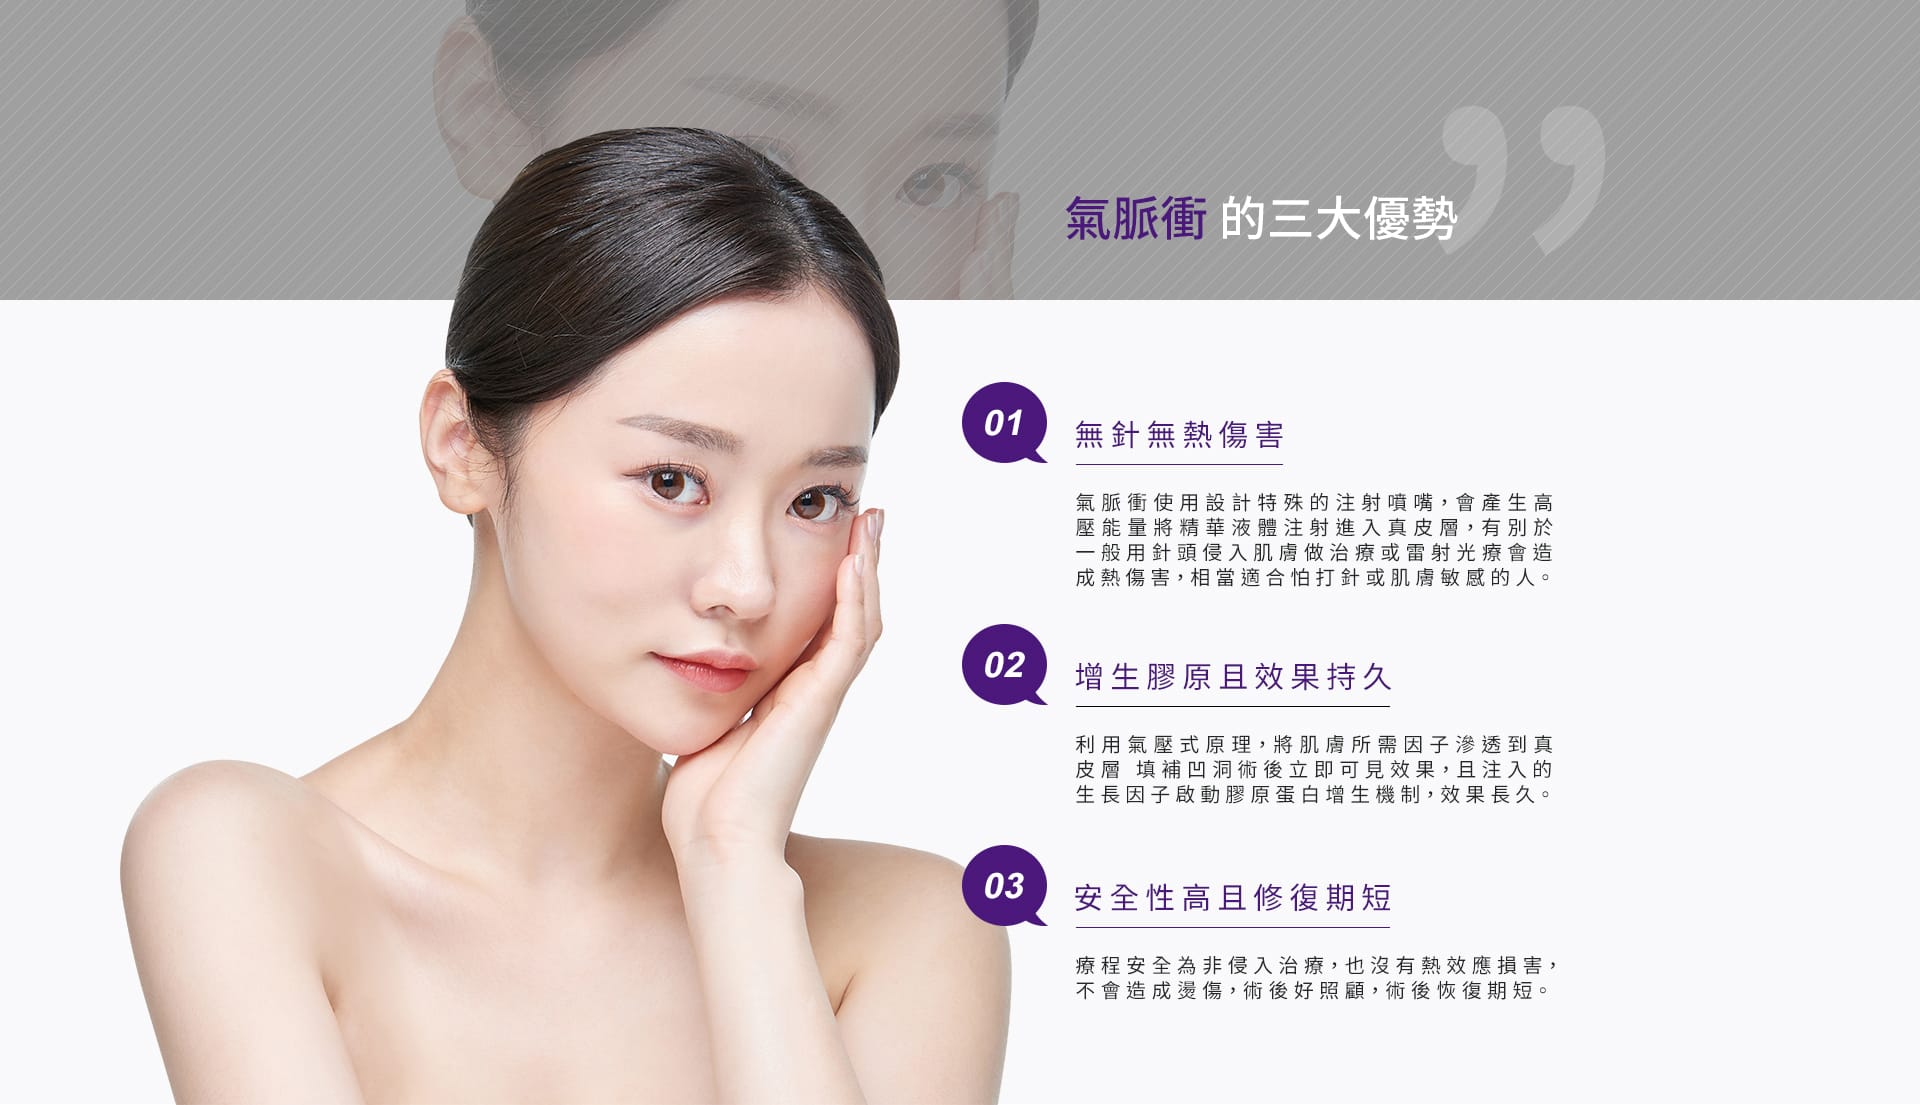 氣脈衝 的三大優勢
01
無針無熱傷害
氣脈衝使用設計特殊的注射噴嘴，會產生高
壓能量將精華液體注射進入真皮層，有別於
一般用針頭侵入肌膚做治療或雷射光療會造
成熱傷害，相當適合怕打針或肌膚敏感的人。
02
增生膠原且效果持久
利用氣壓式原理，將肌膚所需因子滲透到真
皮層 填補凹洞術後立即可見效果，且注入的
生長因子啟動膠原蛋白增生機制，效果長久。
03
安全性高且修復期短
療程安全為非侵入治療，也沒有熱效應損害，
不會造成燙傷，術後好照顧，術後恢復期短。